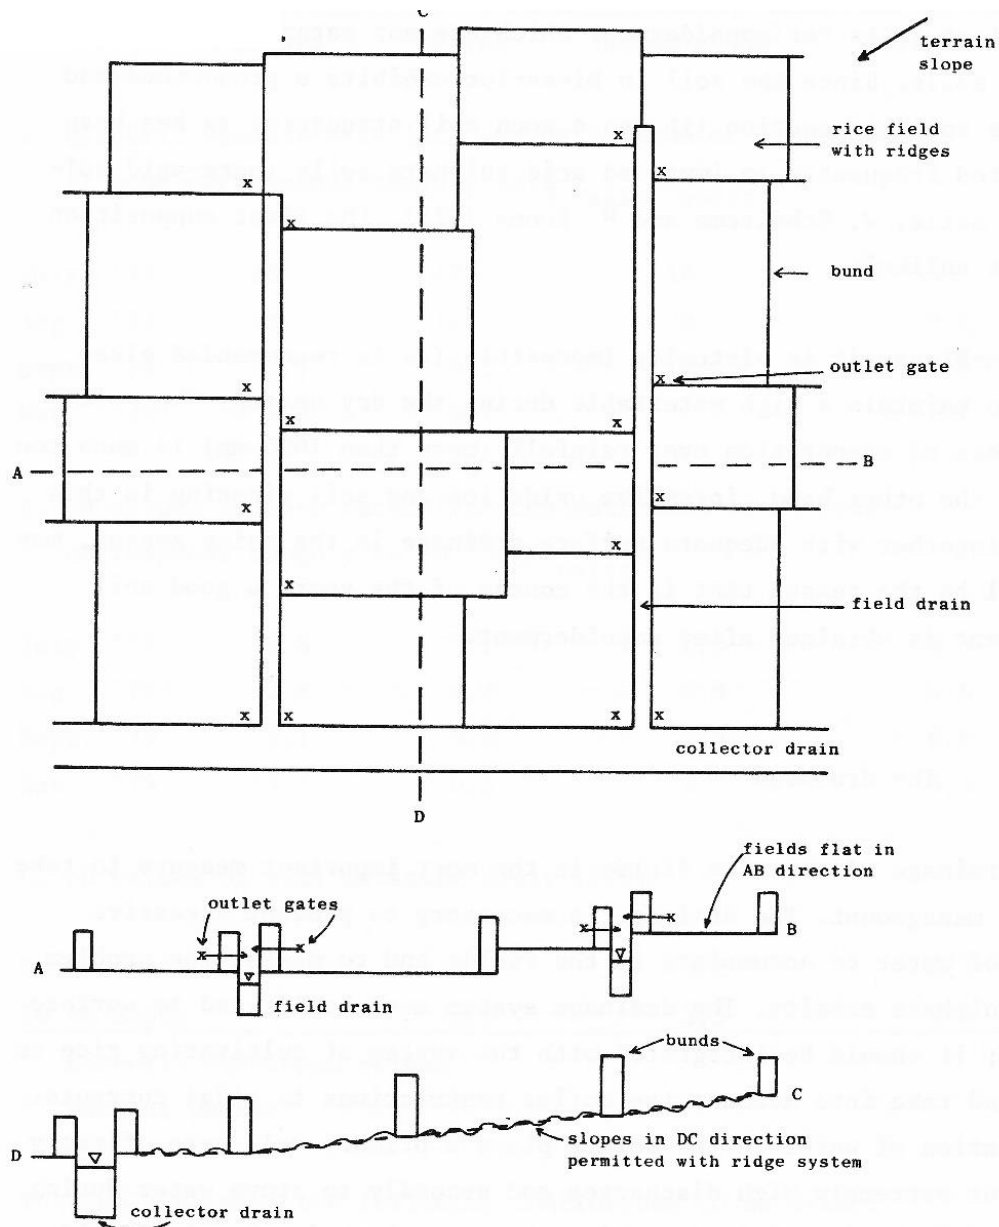 C
terrain
slope
rice field
with ridges
bund
outlet gate
A
B
field drain
collector drain
D
fields flat in
AB direction
outlet gates
B
A
field drain
bunds
C
slopes in DC direction
permitted with ridge system
D
collector drain